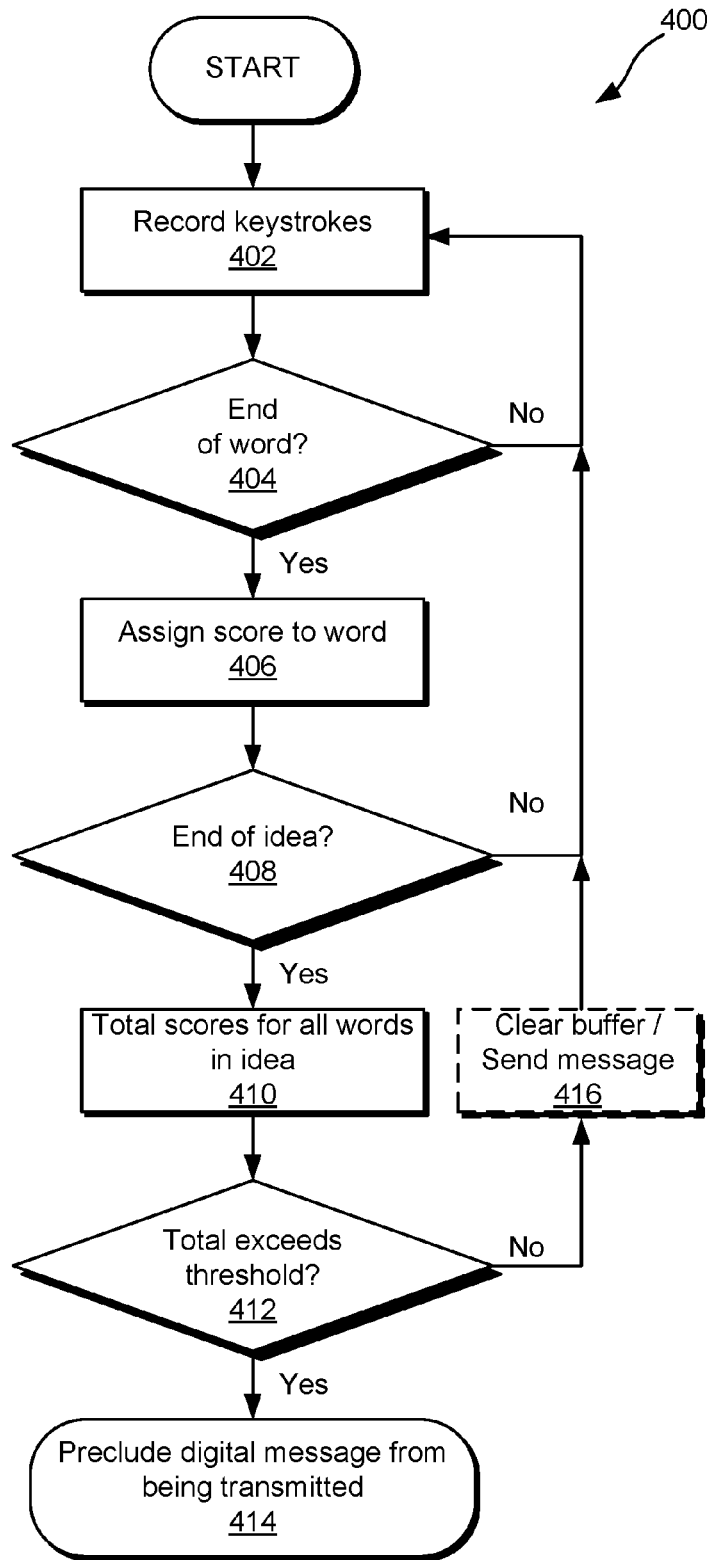 400
START
Record keystrokes
402
End
of word?
404
No
Yes
Assign score to word
406
End of idea?
408
No
Yes
Total scores for all words
in idea
410
Clear buffer /
Send message
416
Total exceeds
threshold?
412
No
Yes
Preclude digital message from
being transmitted
414